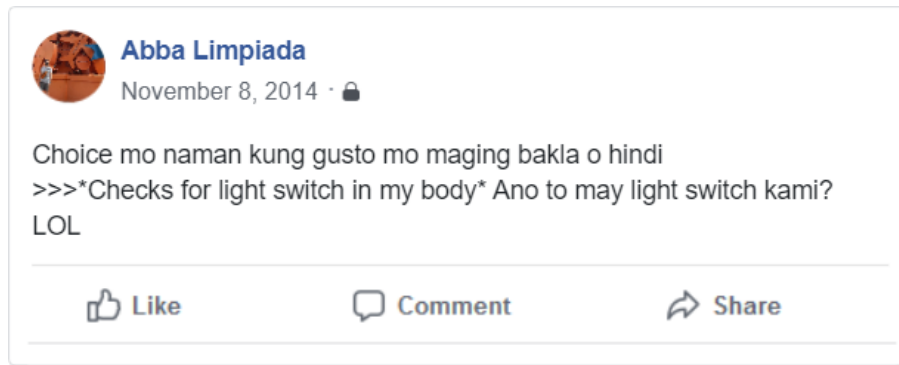 Abba Limpiada
November 8, 2014 ·
Choice mo naman kung gusto mo maging bakla o hindi
>>>*Checks for light switch in my body* Ano to may light switch kami?
LOL
Like Comment Share